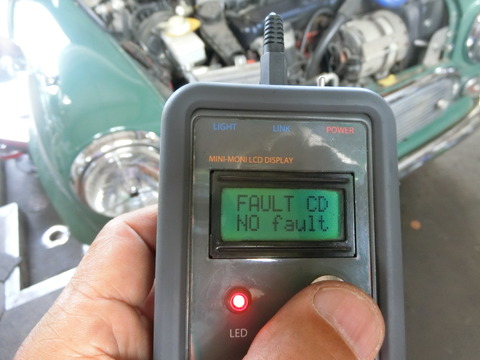 LIGHT LINK POWER
MINI-MONI LCD DISPLAY
FAULT CD
NO fault
LED